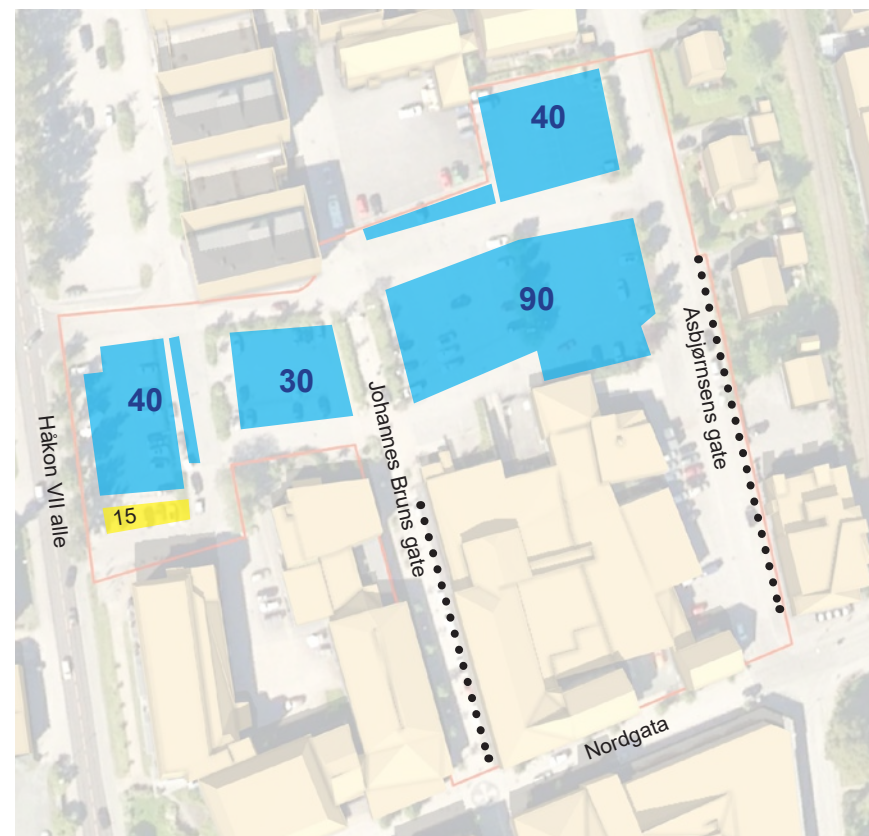 40
90
30
40
15
Håkon VII alle
Johannes Bruns gate
Asbjørnsens gate
Nordgata